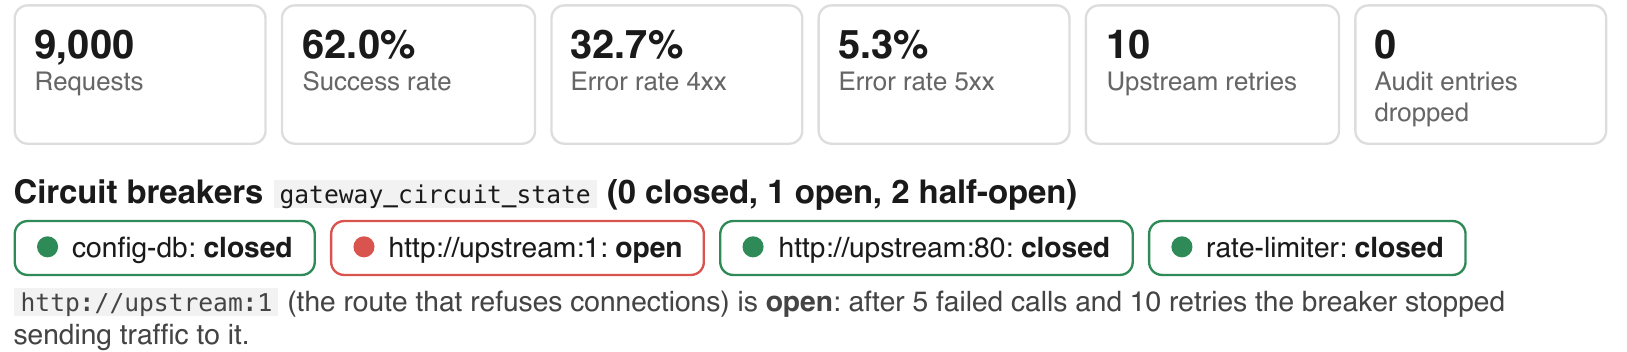 9,000
Requests
62.0%
Success rate
32.7%
Error rate 4xx
5.3%
Error rate 5xx
10
Upstream retries
0
Audit entries
dropped
Circuit breakers gateway_circuit_state (0 closed, 1 open, 2 half-open)
config-db: closed
http://upstream:1: open
http://upstream:80: closed
rate-limiter: closed
http://upstream:1 (the route that refuses connections) is open: after 5 failed calls and 10 retries the breaker stopped
sending traffic to it.